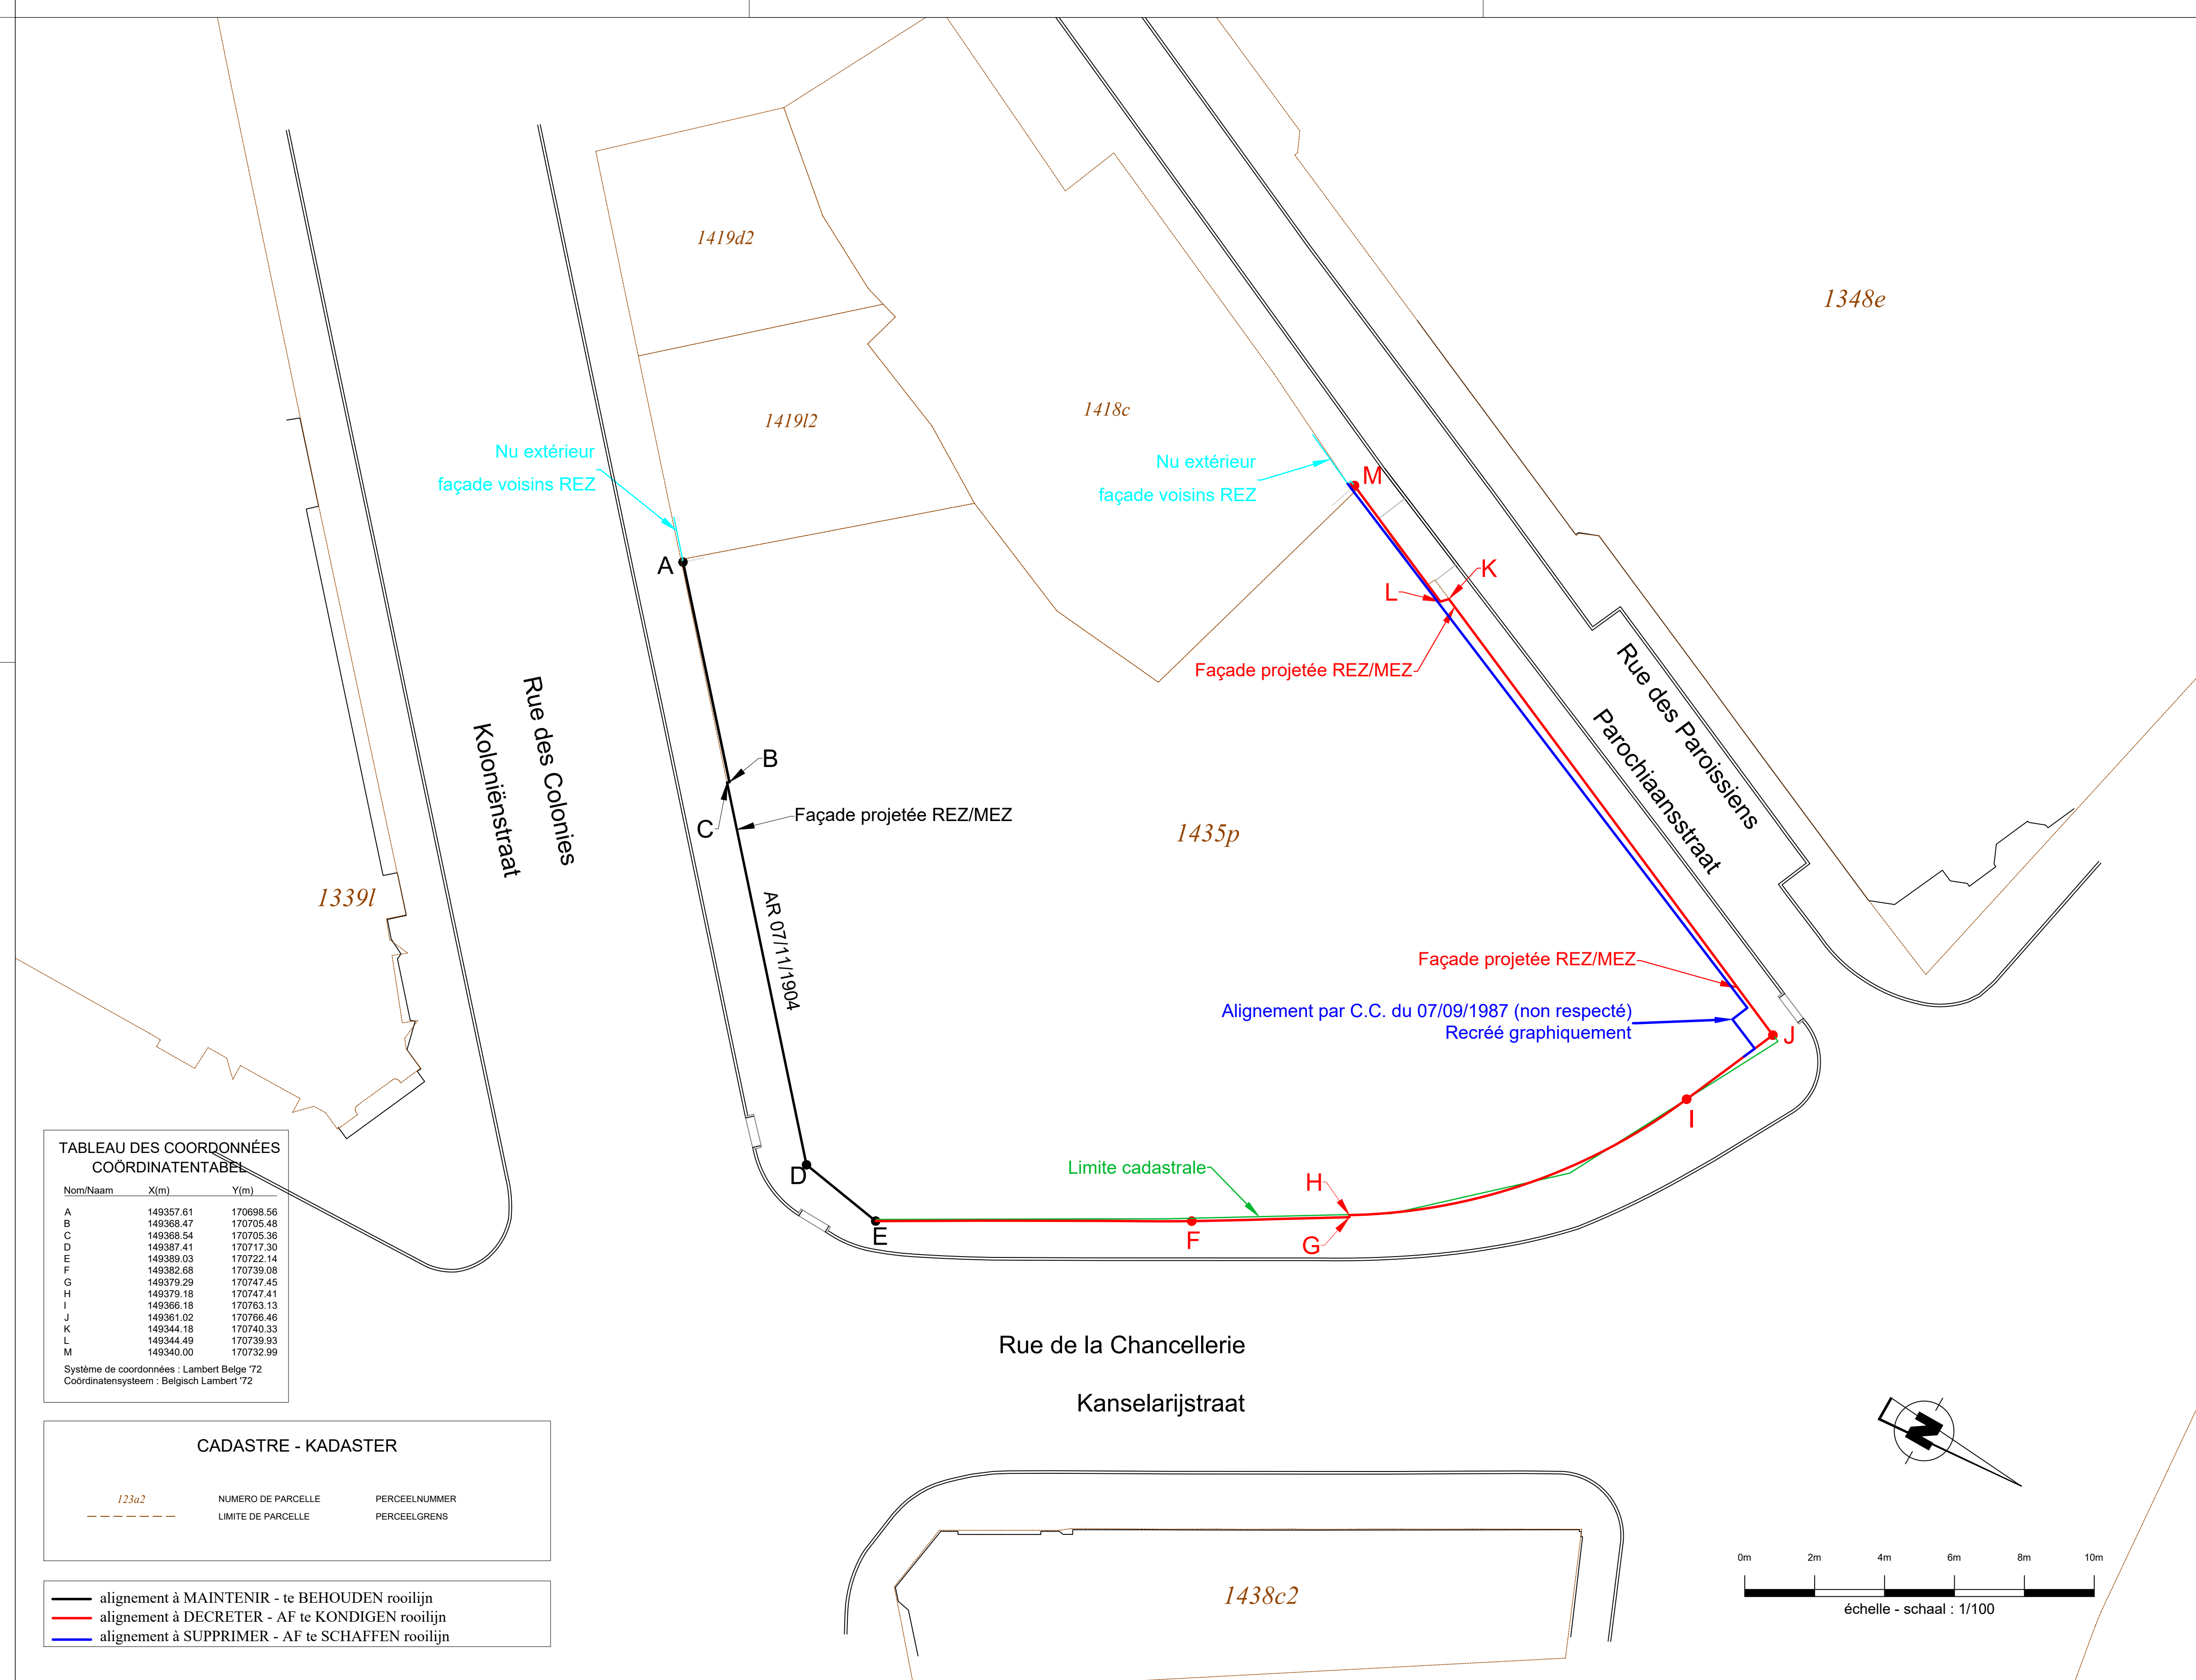 1419d2
1348e
1419l2
1418c
Nu extérieur
façade voisins REZ
Nu extérieur
façade voisins REZ
M
A
K
L
Façade projetée REZ/MEZ
Rue des Paroissiens
Parochiaansstraat
Rue des Colonies
Koloniënstraat
B
C
Façade projetée REZ/MEZ
1435p
1339l
AR 07/11/1904
Façade projetée REZ/MEZ
Alignement par C.C. du 07/09/1987 (non respecté)
Recréé graphiquement
J
I
D
Limite cadastrale
H
E
F
G
TABLEAU DES COORDONNÉES
COÖRDINATENTABEL
Nom/Naam X(m) Y(m)
A 149357.61 170698.56
B 149368.47 170705.48
C 149368.54 170705.36
D 149387.41 170717.30
E 149389.03 170722.14
F 149382.68 170739.08
G 149379.29 170747.45
H 149379.18 170747.41
I 149366.18 170763.13
J 149361.02 170766.46
K 149344.18 170740.33
L 149344.49 170739.93
M 149340.00 170732.99
Système de coordonnées : Lambert Belge '72
Coördinatensysteem : Belgisch Lambert '72
Rue de la Chancellerie
Kanselarijstraat
CADASTRE - KADASTER
123a2 NUMERO DE PARCELLE PERCEELNUMMER
LIMITE DE PARCELLE PERCEELGRENS
N
0m 2m 4m 6m 8m 10m
échelle - schaal : 1/100
1438c2
alignement à MAINTENIR - te BEHOUDEN rooilijn
alignement à DECRETER - AF te KONDIGEN rooilijn
alignement à SUPPRIMER - AF te SCHAFFEN rooilijn